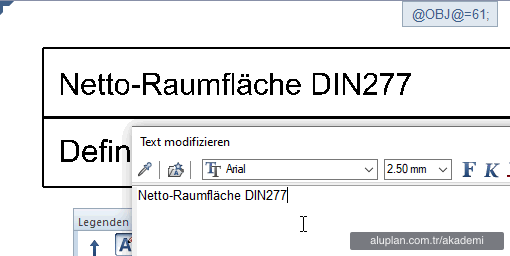 @OBJ@=61;
Netto-Raumfläche DIN277
Defin
Text modifizieren
Arial
2.50 mm
F K
Netto-Raumfläche DIN277
Legenden
A
aluplan.com.tr/akademi